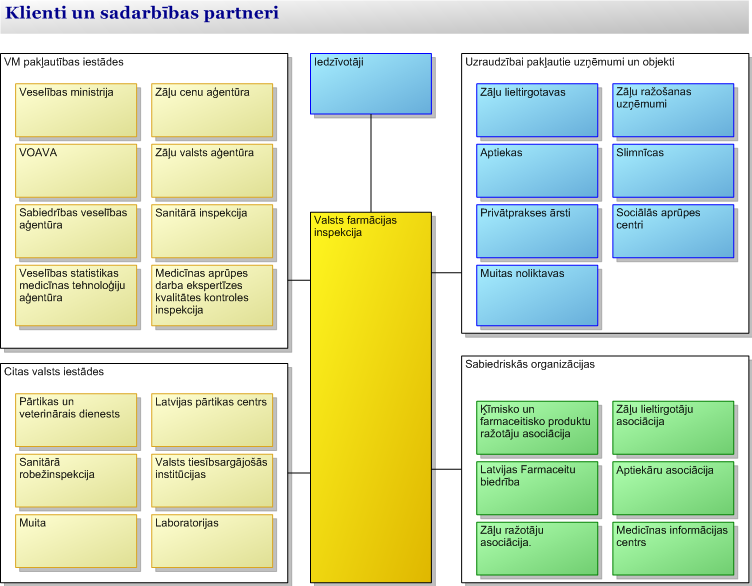 Klienti un sadarbības partneri
VM pakļautības iestādes
Veselības ministrija
Zāļu cenu aģentūra
VOAVA
Zāļu valsts aģentūra
Sabiedrības veselības
aģentūra
Sanitārā inspekcija
Veselības statistikas
medicīnas tehnoloģiju
aģentūra
Medicīnas aprūpes
darba ekspertīzes
kvalitātes kontroles
inspekcija
Citas valsts iestādes
Pārtikas un
veterinārais dienests
Latvijas pārtikas centrs
Sanitārā
robežinspekcija
Valsts tiesībsargājošās
institūcijas
Muita
Laboratorijas
Iedzīvotāji
Valsts farmācijas
inspekcija
Uzraudzībai pakļautie uzņēmumi un objekti
Zāļu lieltirgotavas
Zāļu ražošanas
uzņēmumi
Aptiekas
Slimnīcas
Privātprakses ārsti
Sociālās aprūpes
centri
Muitas noliktavas
Sabiedriskās organizācijas
Ķīmisko un
farmaceitisko produktu
ražotāju asociācija
Zāļu lieltirgotāju
asociācija
Latvijas Farmaceitu
biedrība
Aptiekāru asociācija
Zāļu ražotāju
asociācija.
Medicīnas informācijas
centrs